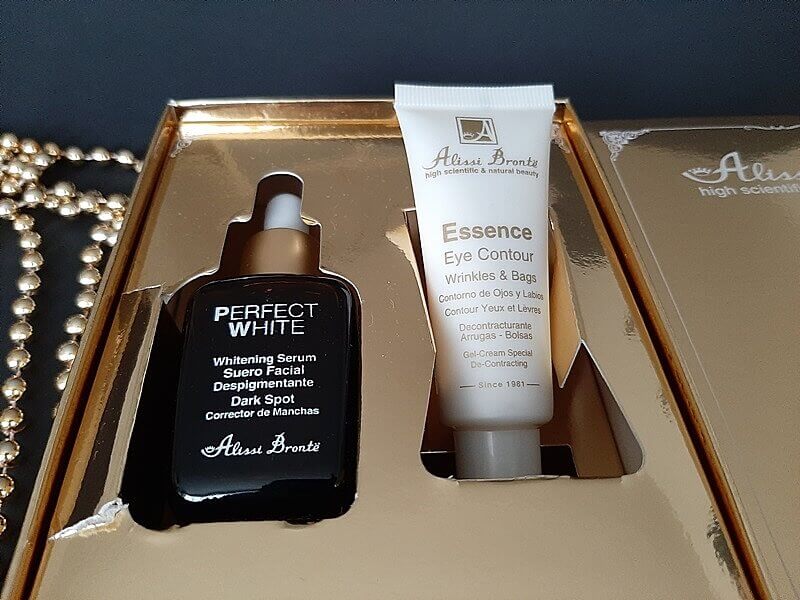 PERFECT
WHITE
Whitening Serum
Suero Facial
Despigmentante
Dark Spot
Corrector de Manchas
Alissi Brontë
A
Alissi Brontë
high scientific & natural beauty
Essence
Eye Contour
Wrinkles & Bags
Contorno de Ojos y Labios
Contour Yeux et Lèvres
Decontracturante
Arrugas - Bolsas
Gel-Cream Special
De-Contracting
Since 1981
Alissi
high scientific